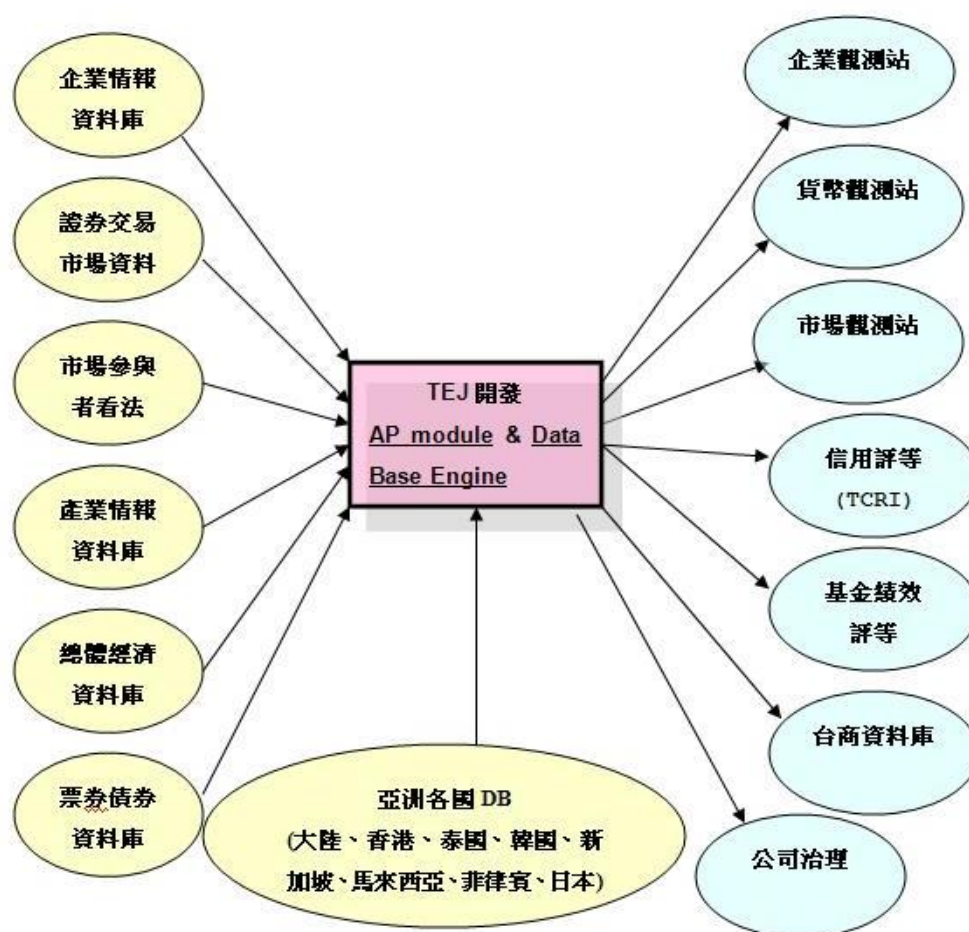 企業情報
資料庫
證券交易
市場資料
市場參與
者看法
產業情報
資料庫
總體經濟
資料庫
票券債券
資料庫
TEJ 開發
AP module & Data
Base Engine
亞洲各國 DB
(大陸、香港、泰國、韓國、新
加坡、馬來西亞、菲律賓、日本)
企業觀測站
貨幣觀測站
市場觀測站
信用評等
(TCRI)
基金績效
評等
台商資料庫
公司治理